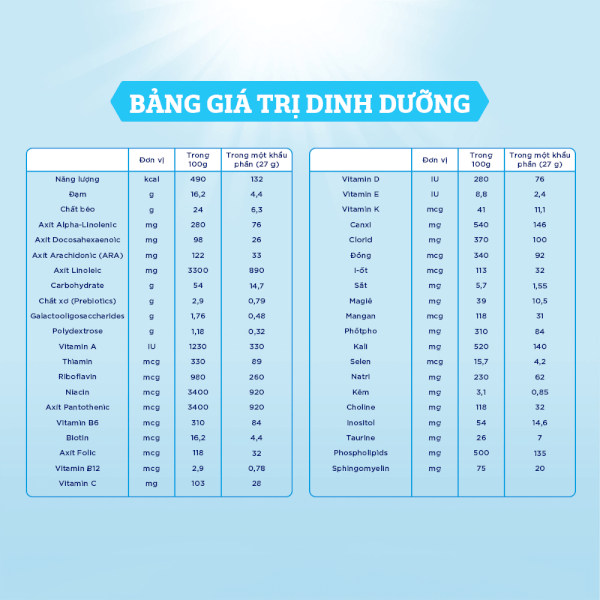 BẢNG GIÁ TRỊ DINH DƯỠNG
Đơn vị Trong 100g Trong một khẩu phần (27 g)
Năng lượng kcal 490 132
Đạm g 16,2 4,4
Chất béo g 24 6,3
Axít Alpha-Linolenic mg 280 76
Axít Docosahexaenoic mg 98 26
Axít Arachidonic (ARA) mg 122 33
Axít Linoleic mg 3300 890
Carbohydrate g 54 14,7
Chất xơ (Prebiotics) g 2,9 0,79
Galactooligosaccharides g 1,76 0,48
Polydextrose g 1,18 0,32
Vitamin A IU 1230 330
Thiamin mcg 330 89
Riboflavin mcg 980 260
Niacin mcg 3400 920
Axít Pantothenic mcg 3400 920
Vitamin B6 mcg 310 84
Biotin mcg 16,2 4,4
Axít Folic mcg 118 32
Vitamin B12 mcg 2,9 0,78
Vitamin C mg 103 28
Đơn vị Trong 100g Trong một khẩu phần (27 g)
Vitamin D IU 280 76
Vitamin E IU 8,8 2,4
Vitamin K mcg 41 11,1
Canxi mg 540 146
Clorid mg 370 100
Đồng mcg 340 92
I-ốt mcg 113 32
Sắt mg 5,7 1,55
Magiê mg 39 10,5
Mangan mcg 118 31
Phốtpho mg 310 84
Kali mg 520 140
Selen mcg 15,7 4,2
Natri mg 230 62
Kẽm mg 3,1 0,85
Choline mg 118 32
Inositol mg 54 14,6
Taurine mg 26 7
Phospholipids mg 500 135
Sphingomyelin mg 75 20